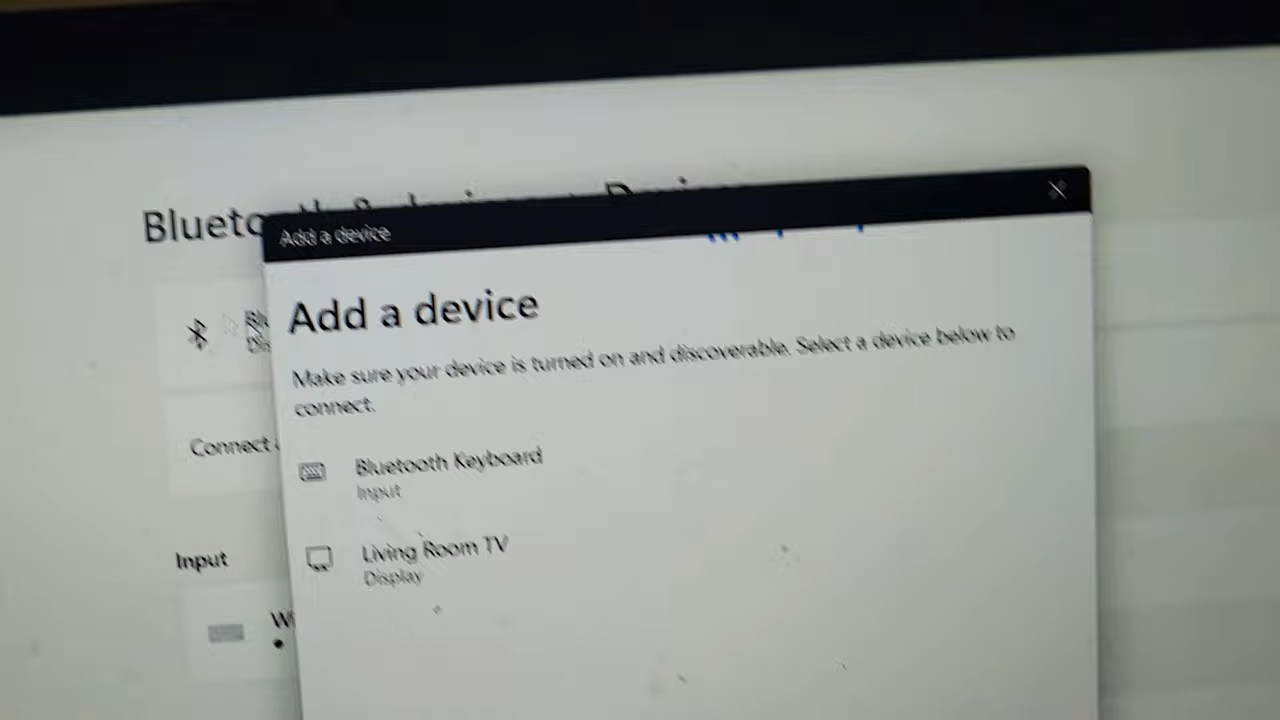 Add a device
Add a device
Make sure your device is turned on and discoverable. Select a device below to
connect.
Connect
Bluetooth Keyboard
Input
Input
Living Room TV
Display